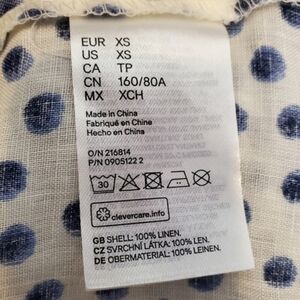 EUR XS
US XS
CA TP
CN 160/80A
MX XCH
Made in China
Fabriqué en Chine
Hecho en China
O/N 216814
P/N 0905122 2
30
clevercare.info
GB SHELL: 100% LINEN.
CZ SVRCHNÍ LÁTKA: 100% LEN.
DE OBERMATERIAL: 100% LEINEN.